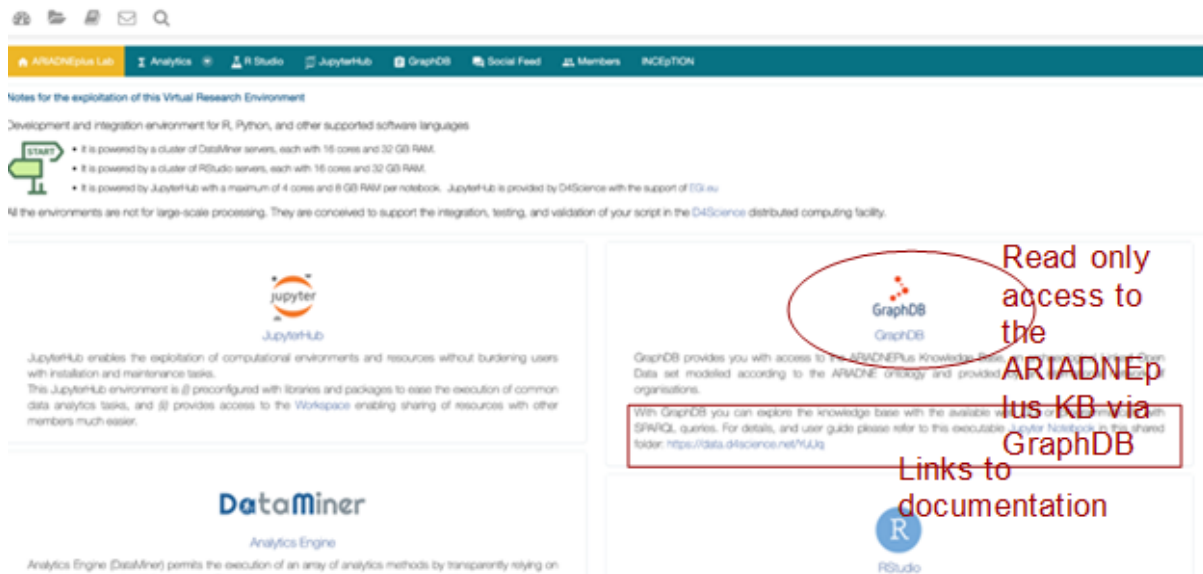 ARIADNEplus Lab Analytics R Studio JupyterHub GraphDB Social Feed Members INCEpTION
Notes for the exploitation of this Virtual Research Environment
Development and integration environment for R, Python, and other supported software languages
START
• It is powered by a cluster of DataMiner servers, each with 16 cores and 32 GB RAM.
• It is powered by a cluster of RStudio servers, each with 16 cores and 32 GB RAM.
• It is powered by JupyterHub with a maximum of 4 cores and 8 GB RAM per notebook. JupyterHub is provided by D4Science with the support of EGI.eu
All the environments are not for large-scale processing. They are conceived to support the integration, testing, and validation of your script in the D4Science distributed computing facility.
jupyter
JupyterHub
JupyterHub enables the exploitation of computational environments and resources without burdening users
with installation and maintenance tasks.
This JupyterHub environment is (i) preconfigured with libraries and packages to ease the execution of common
data analytics tasks, and (ii) provides access to the Workspace enabling sharing of resources with other
members much easier.
GraphDB
GraphDB
GraphDB provides you with access to the ARIADNEPlus Knowledge Base, Open
Data set modelled according to the ARIADNE ontology and provided of
organisations.
With GraphDB you can explore the knowledge base with the available with
SPARQL queries. For details, and user guide please refer to this executable Jupyter Notebook in this shared
folder: https://data.d4science.net/YuUq
Read only
access to
the
ARIADNEp
lus KB via
GraphDB
Links to
documentation
DataMiner
Analytics Engine
Analytics Engine (DataMiner) permits the execution of an array of analytics methods by transparently relying on
R
RStudio